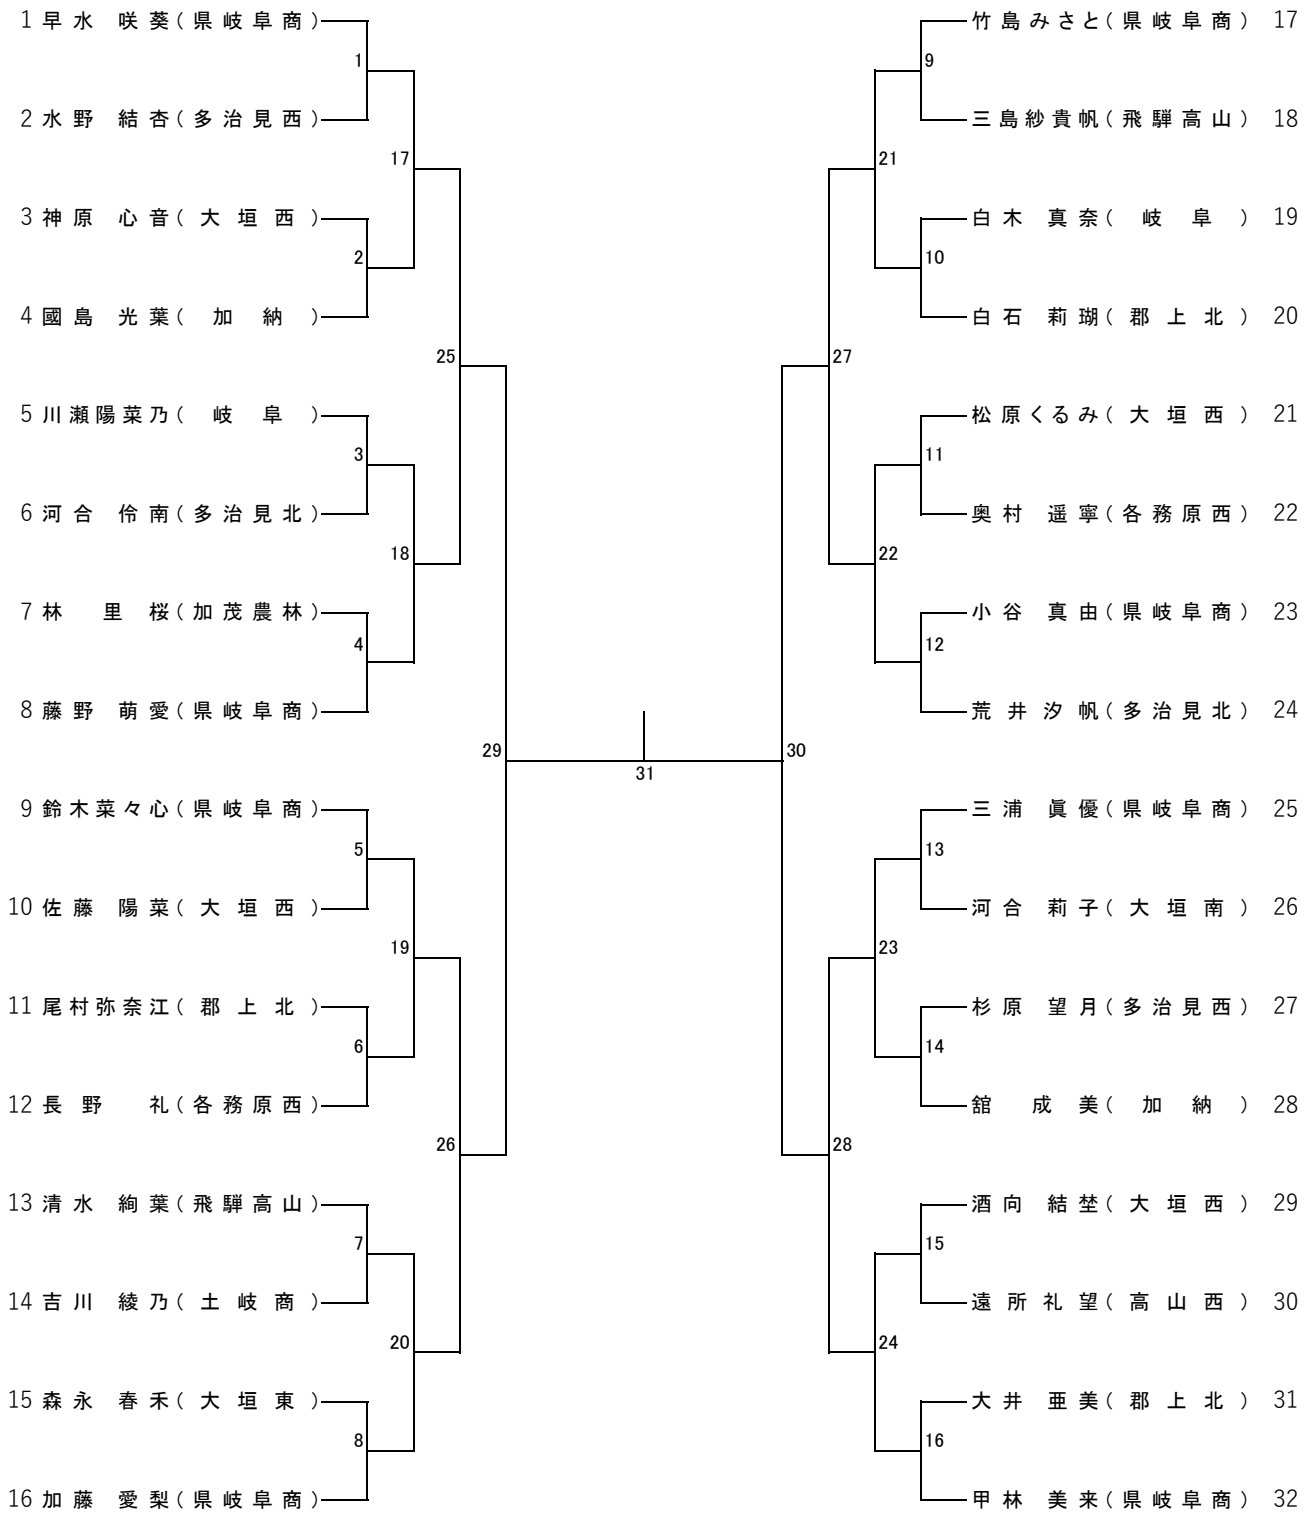 1 早水 咲葵(県岐阜商)
1
2 水野 結杏(多治見西)
17
3 神原 心音(大垣西)
2
4 國島 光葉(加納)
25
5 川瀬陽菜乃(岐阜)
3
6 河合 伶南(多治見北)
18
7 林 里桜(加茂農林)
4
8 藤野 萌愛(県岐阜商)
29
9 鈴木菜々心(県岐阜商)
5
10 佐藤 陽菜(大垣西)
19
11 尾村弥奈江(郡上北)
6
12 長野 礼(各務原西)
26
13 清水 絢葉(飛騨高山)
7
14 吉川 綾乃(土岐商)
20
15 森永 春禾(大垣東)
8
16 加藤 愛梨(県岐阜商)
31
竹島みさと(県岐阜商) 17
9
三島紗貴帆(飛騨高山) 18
21
白木 真奈(岐阜) 19
10
白石 莉瑚(郡上北) 20
27
松原くるみ(大垣西) 21
11
奥村 遥寧(各務原西) 22
22
小谷 真由(県岐阜商) 23
12
荒井汐帆(多治見北) 24
30
三浦 眞優(県岐阜商) 25
13
河合 莉子(大垣南) 26
23
杉原 望月(多治見西) 27
14
舘 成美(加納) 28
28
酒向 結埜(大垣西) 29
15
遠所礼望(高山西) 30
24
大井 亜美(郡上北) 31
16
甲林 美来(県岐阜商) 32